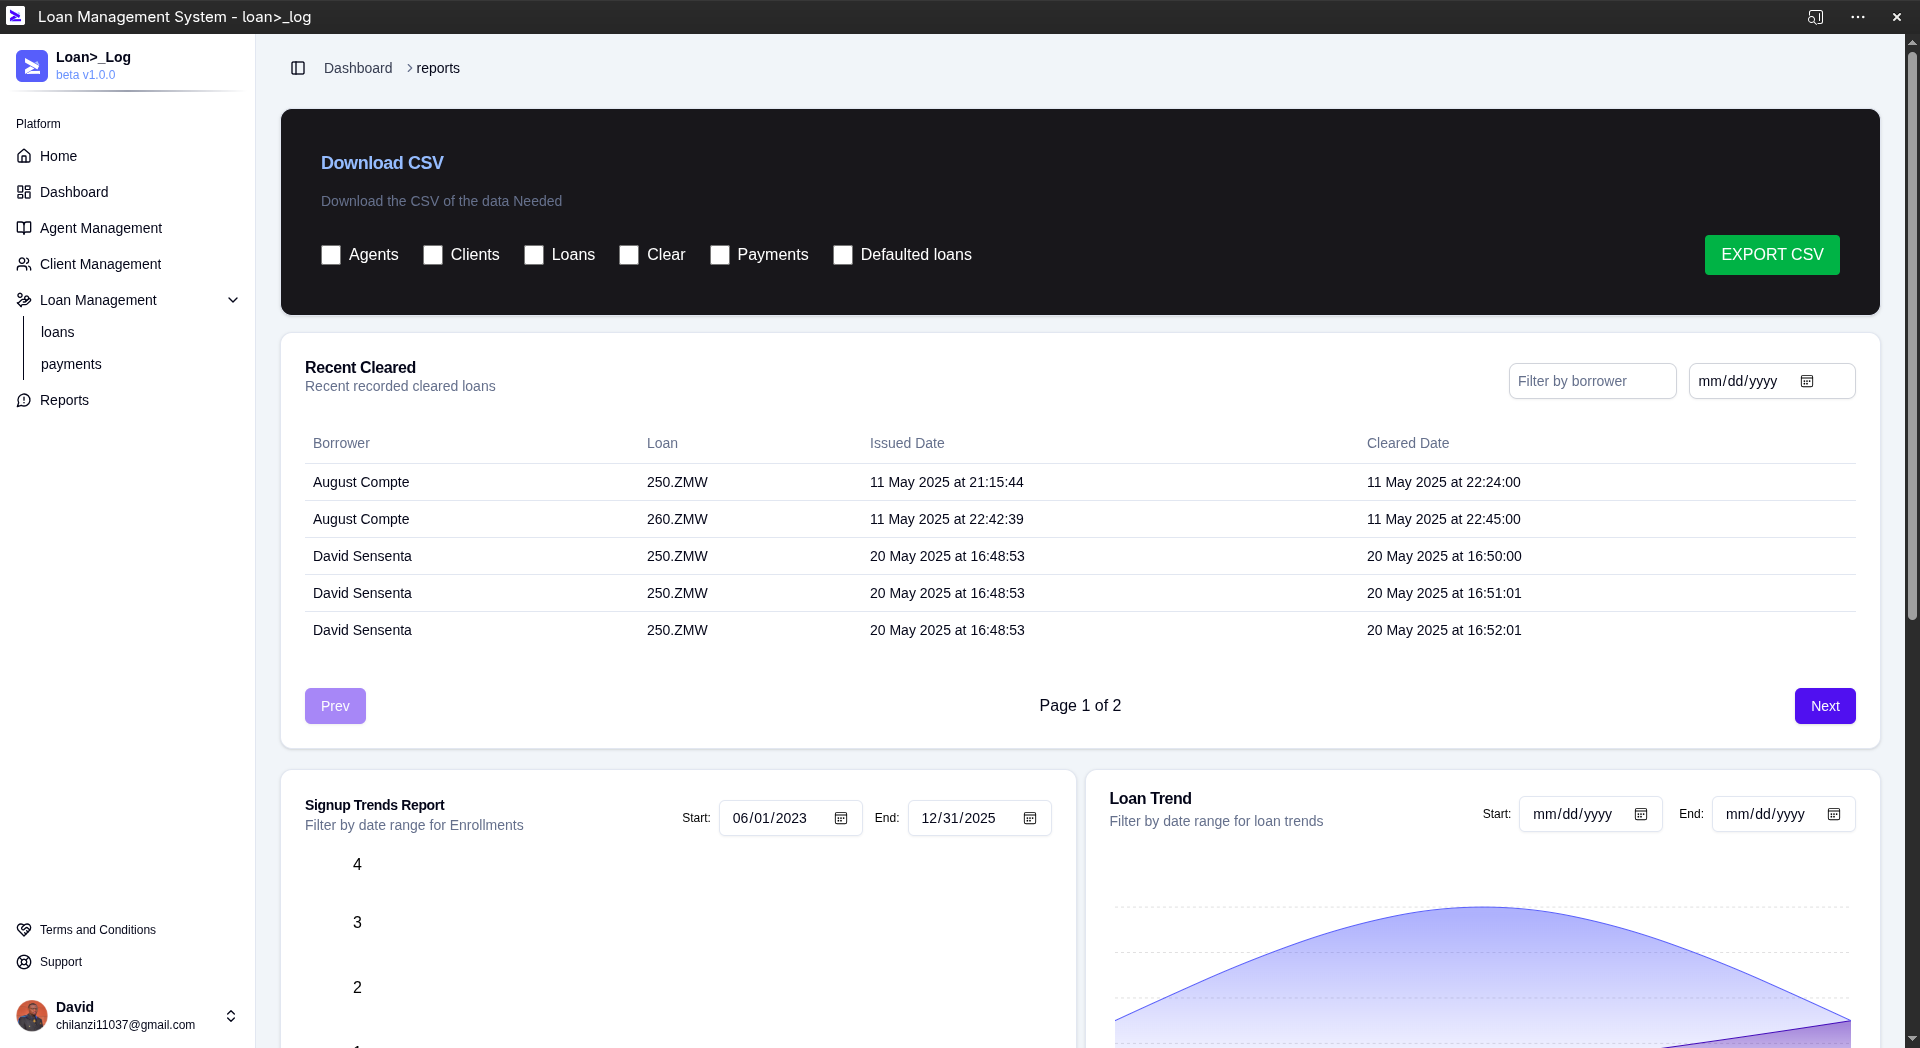 Loan Management System - loan>_log
Loan>_Log
beta v1.0.0
Platform
Home
Dashboard
Agent Management
Client Management
Loan Management
loans
payments
Reports
Terms and Conditions
Support
David
chilanzi11037@gmail.com
Dashboard > reports
Download CSV
Download the CSV of the data Needed
Agents Clients Loans Clear Payments Defaulted loans EXPORT CSV
Recent Cleared
Recent recorded cleared loans
Filter by borrower mm/dd/yyyy
Borrower Loan Issued Date Cleared Date
August Compte 250.ZMW 11 May 2025 at 21:15:44 11 May 2025 at 22:24:00
August Compte 260.ZMW 11 May 2025 at 22:42:39 11 May 2025 at 22:45:00
David Sensenta 250.ZMW 20 May 2025 at 16:48:53 20 May 2025 at 16:50:00
David Sensenta 250.ZMW 20 May 2025 at 16:48:53 20 May 2025 at 16:51:01
David Sensenta 250.ZMW 20 May 2025 at 16:48:53 20 May 2025 at 16:52:01
Prev Page 1 of 2 Next
Signup Trends Report
Filter by date range for Enrollments
Start: 06/01/2023 End: 12/31/2025
4
3
2
Loan Trend
Filter by date range for loan trends
Start: mm/dd/yyyy End: mm/dd/yyyy